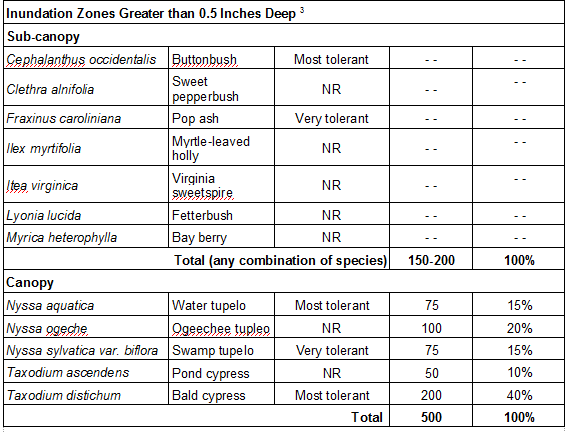 Inundation Zones Greater than 0.5 Inches Deep 3
Sub-canopy
Cephalanthus occidentalis Buttonbush Most tolerant - - - -
Clethra alnifolia Sweet pepperbush NR - - - -
Fraxinus caroliniana Pop ash Very tolerant - - - -
Ilex myrtifolia Myrtle-leaved holly NR - - - -
Itea virginica Virginia sweetspire NR - - - -
Lyonia lucida Fetterbush NR - - - -
Myrica heterophylla Bay berry NR - - - -
Total (any combination of species) 150-200 100%
Canopy
Nyssa aquatica Water tupelo Most tolerant 75 15%
Nyssa ogeche Ogeechee tupleo NR 100 20%
Nyssa sylvatica var. biflora Swamp tupelo Very tolerant 75 15%
Taxodium ascendens Pond cypress NR 50 10%
Taxodium distichum Bald cypress Most tolerant 200 40%
Total 500 100%